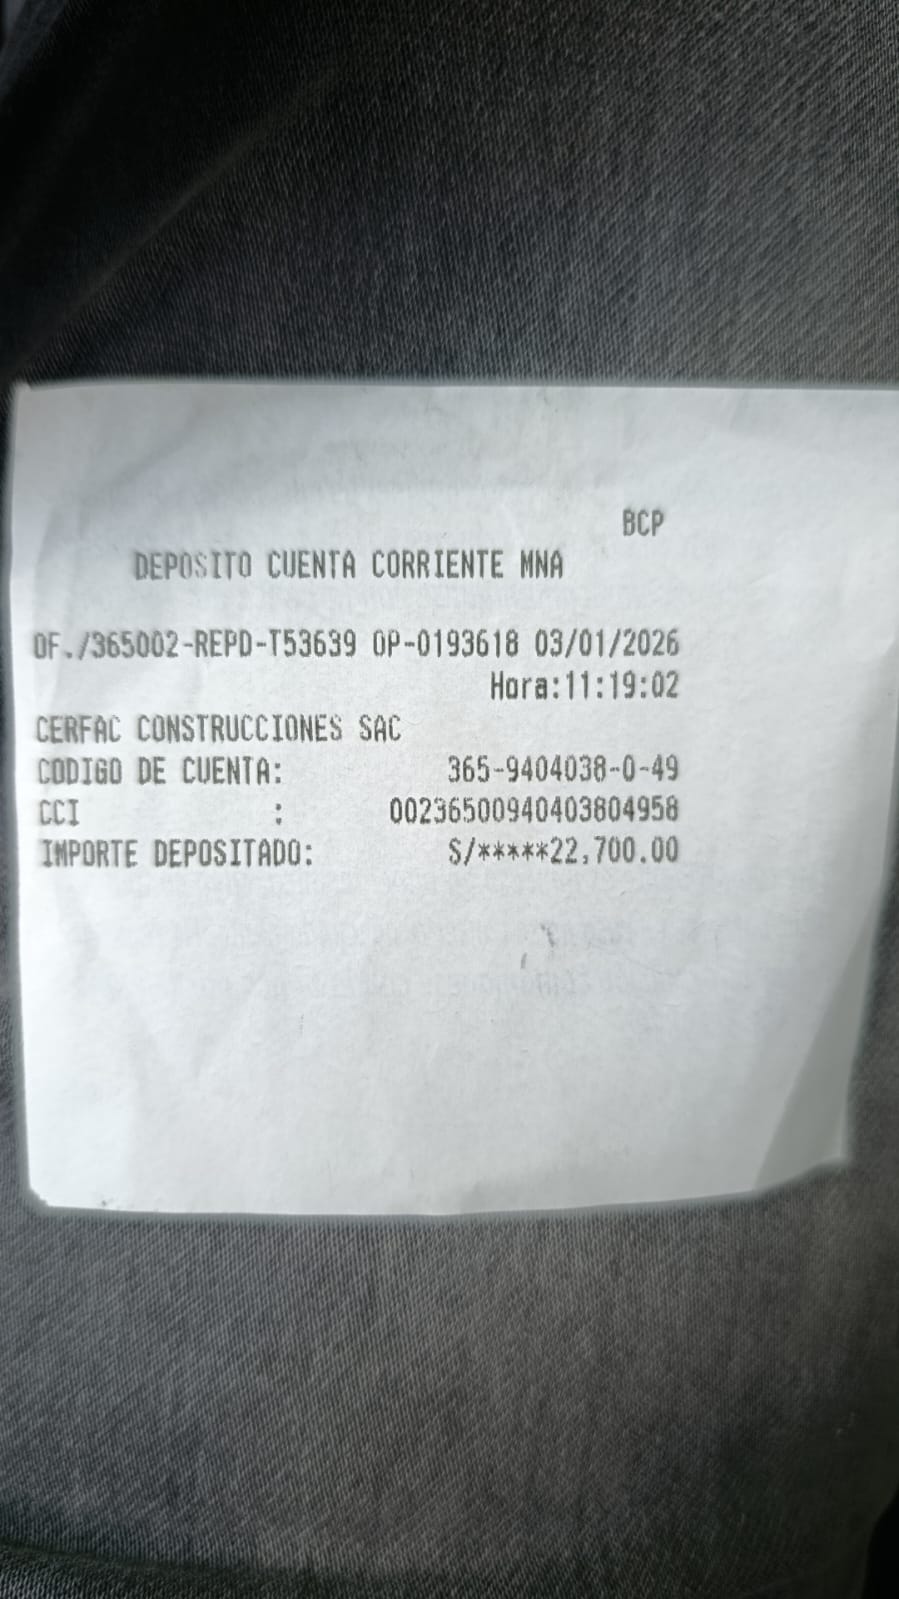 BCP
DEPOSITO CUENTA CORRIENTE MNA
OF./365002-REPD-T53639 OP-0193618 03/01/2026
Hora:11:19:02
CERFAC CONSTRUCCIONES SAC
CODIGO DE CUENTA: 365-9404038-0-49
CCI : 00236500940403804958
IMPORTE DEPOSITADO: S/*****22,700.00